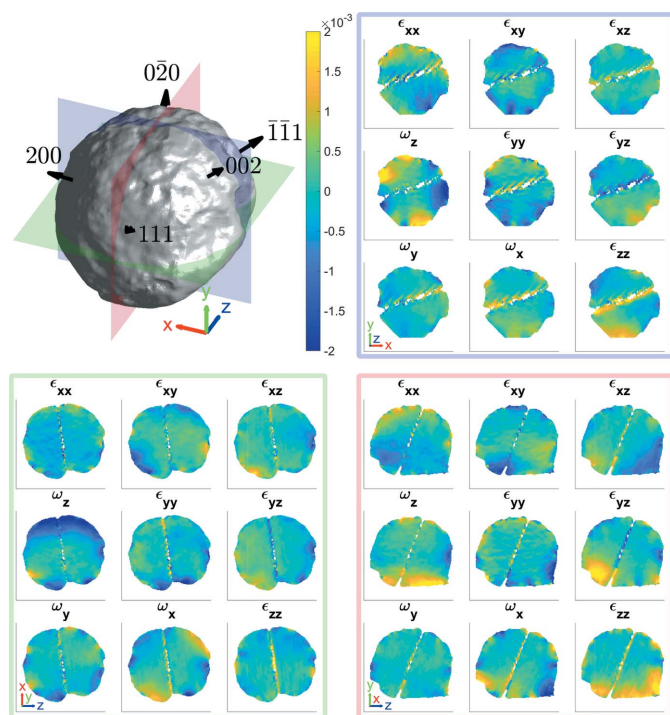 ×10⁻³
2
1.5
1
0.5
0
-0.5
-1
-1.5
-2
02̅0
1̅1̅1
200
002
111
y
z
x
ϵxx ϵxy ϵxz
ωz ϵyy ϵyz
ωy ωx ϵzz
y
z x
ϵxx ϵxy ϵxz
ωz ϵyy ϵyz
ωy ωx ϵzz
x
y
z
ϵxx ϵxy ϵxz
ωz ϵyy ϵyz
ωy ωx ϵzz
y
x
z